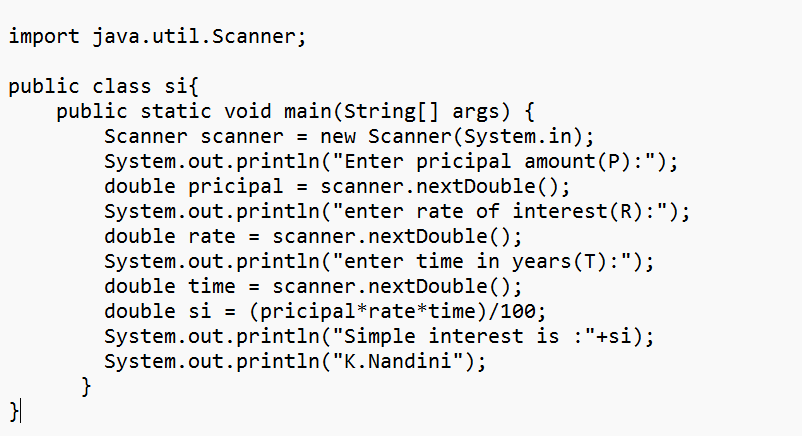 import java.util.Scanner;

public class si{
    public static void main(String[] args) {
        Scanner scanner = new Scanner(System.in);
        System.out.println("Enter pricipal amount(P):");
        double pricipal = scanner.nextDouble();
        System.out.println("enter rate of interest(R):");
        double rate = scanner.nextDouble();
        System.out.println("enter time in years(T):");
        double time = scanner.nextDouble();
        double si = (pricipal*rate*time)/100;
        System.out.println("Simple interest is :"+si);
        System.out.println("K.Nandini");
      }
}